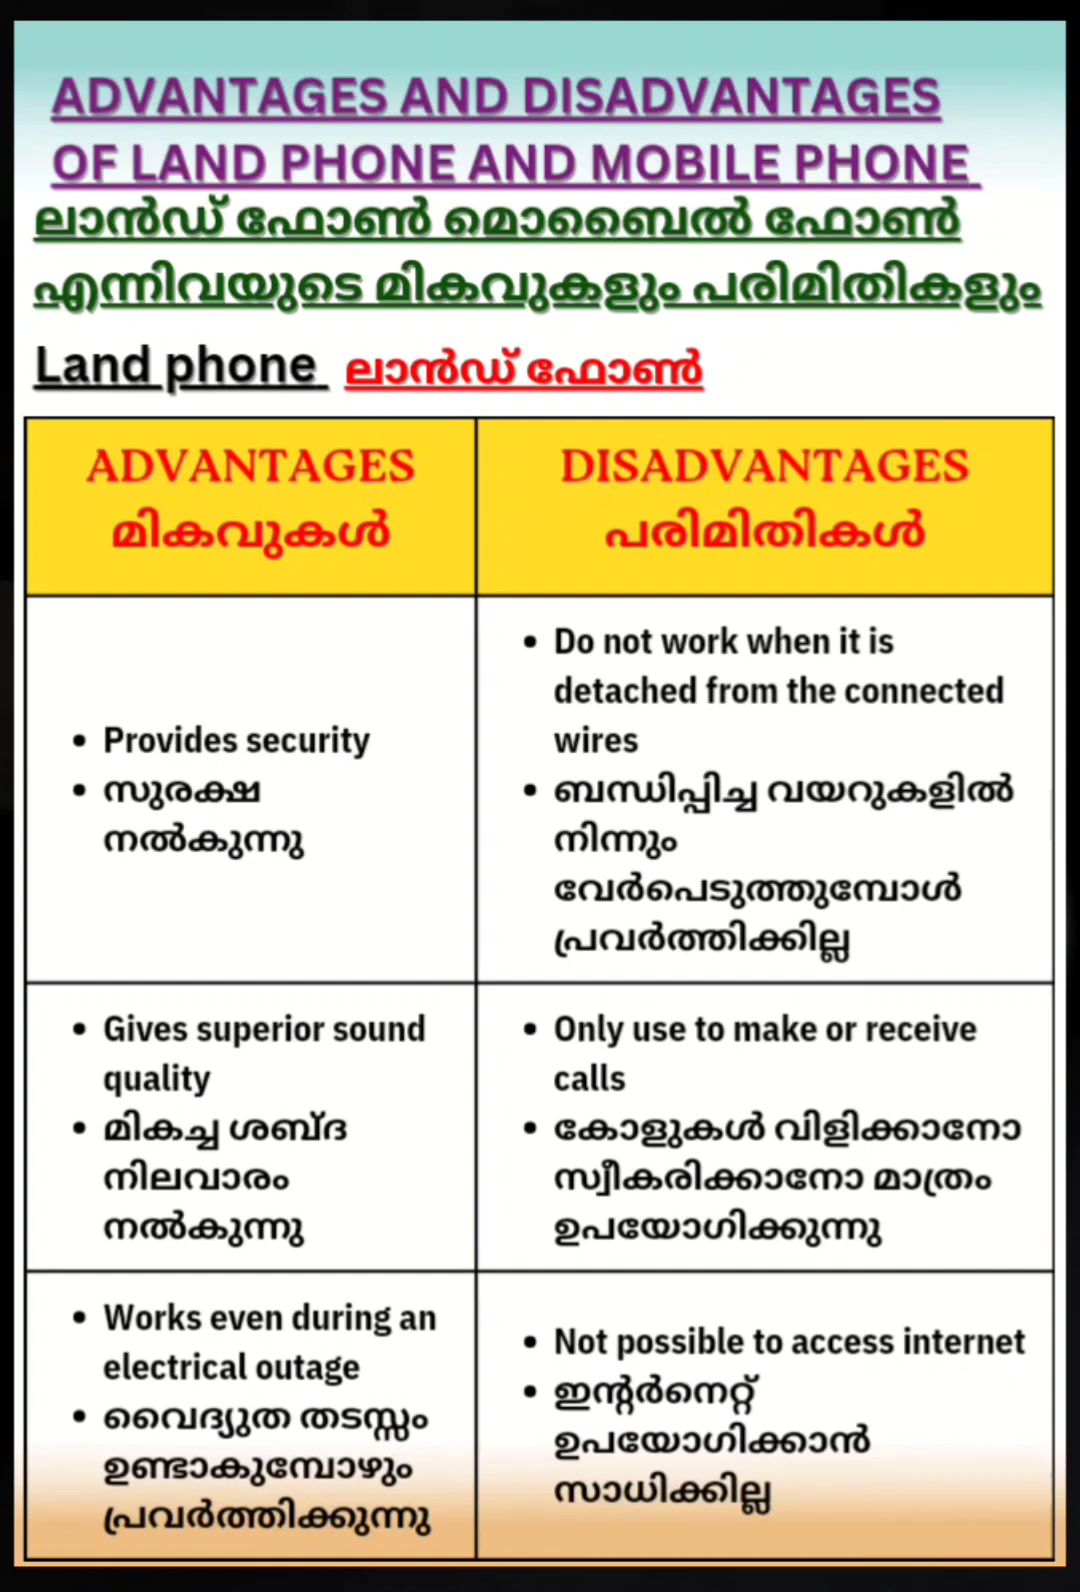 ADVANTAGES AND DISADVANTAGES
OF LAND PHONE AND MOBILE PHONE
ലാൻഡ് ഫോൺ മൊബൈൽ ഫോൺ
എന്നിവയുടെ മികവുകളും പരിമിതികളും
Land phone ലാൻഡ് ഫോൺ
ADVANTAGES
മികവുകൾ
DISADVANTAGES
പരിമിതികൾ
• Provides security
• സുരക്ഷ
നൽകുന്നു
• Do not work when it is
detached from the connected
wires
• ബന്ധിപ്പിച്ച വയറുകളിൽ
നിന്നും
വേർപെടുത്തുമ്പോൾ
പ്രവർത്തിക്കില്ല
• Gives superior sound
quality
• മികച്ച ശബ്ദ
നിലവാരം
നൽകുന്നു
• Only use to make or receive
calls
• കോളുകൾ വിളിക്കാനോ
സ്വീകരിക്കാനോ മാത്രം
ഉപയോഗിക്കുന്നു
• Works even during an
electrical outage
• വൈദ്യുത തടസ്സം
ഉണ്ടാകുമ്പോഴും
പ്രവർത്തിക്കുന്നു
• Not possible to access internet
• ഇന്റർനെറ്റ്
ഉപയോഗിക്കാൻ
സാധിക്കില്ല